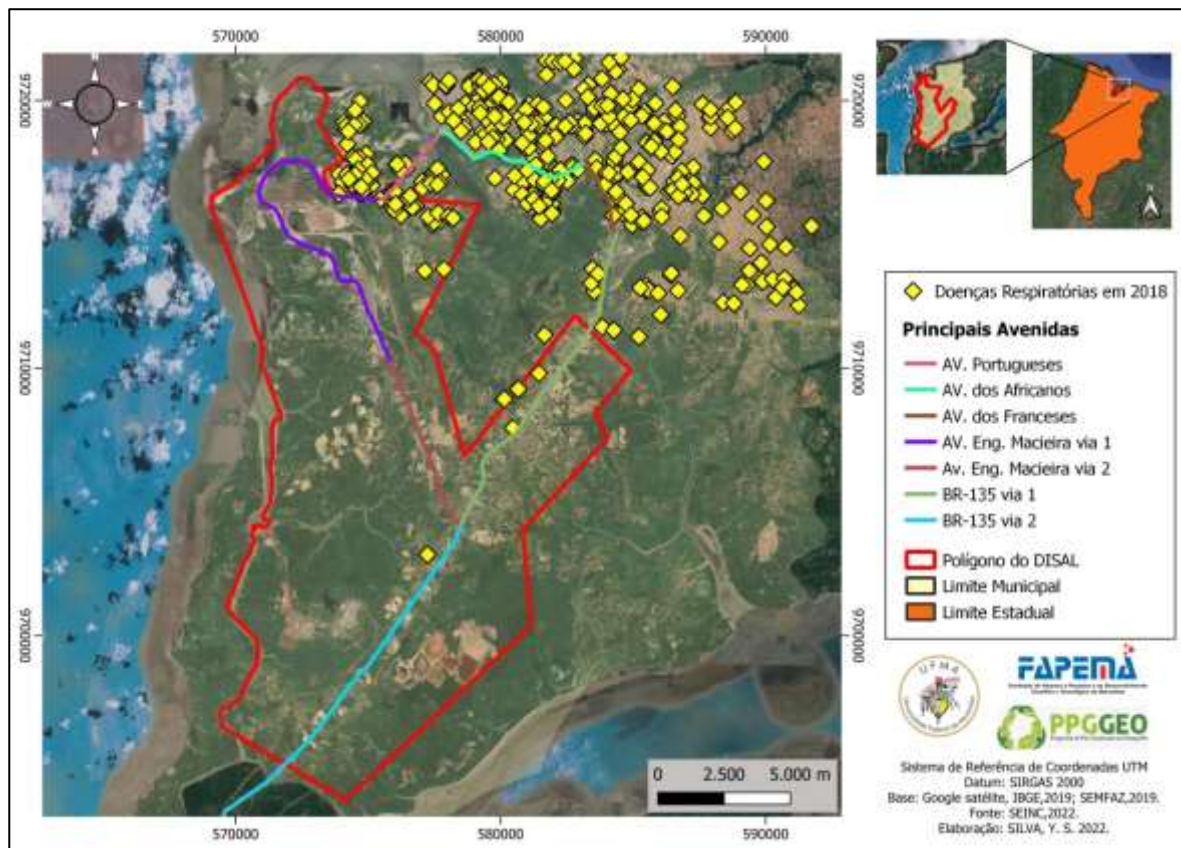 570000
580000
590000
9720000
9720000
9710000
9710000
9700000
9700000
N
W
E
S
N
Doenças Respiratórias em 2018
Principais Avenidas
AV. Portugueses
AV. dos Africanos
AV. dos Franceses
AV. Eng. Macieira via 1
Av. Eng. Macieira via 2
BR-135 via 1
BR-135 via 2
Polígono do DISAL
Limite Municipal
Limite Estadual
UFMA
FAPEMA
PPGGEO
0 2.500 5.000 m
570000
580000
590000
Sistema de Referência de Coordenadas UTM
Datum: SIRGAS 2000
Base: Google satélite, IBGE,2019; SEMFAZ,2019.
Fonte: SEINC,2022.
Elaboração: SILVA, Y. S. 2022.